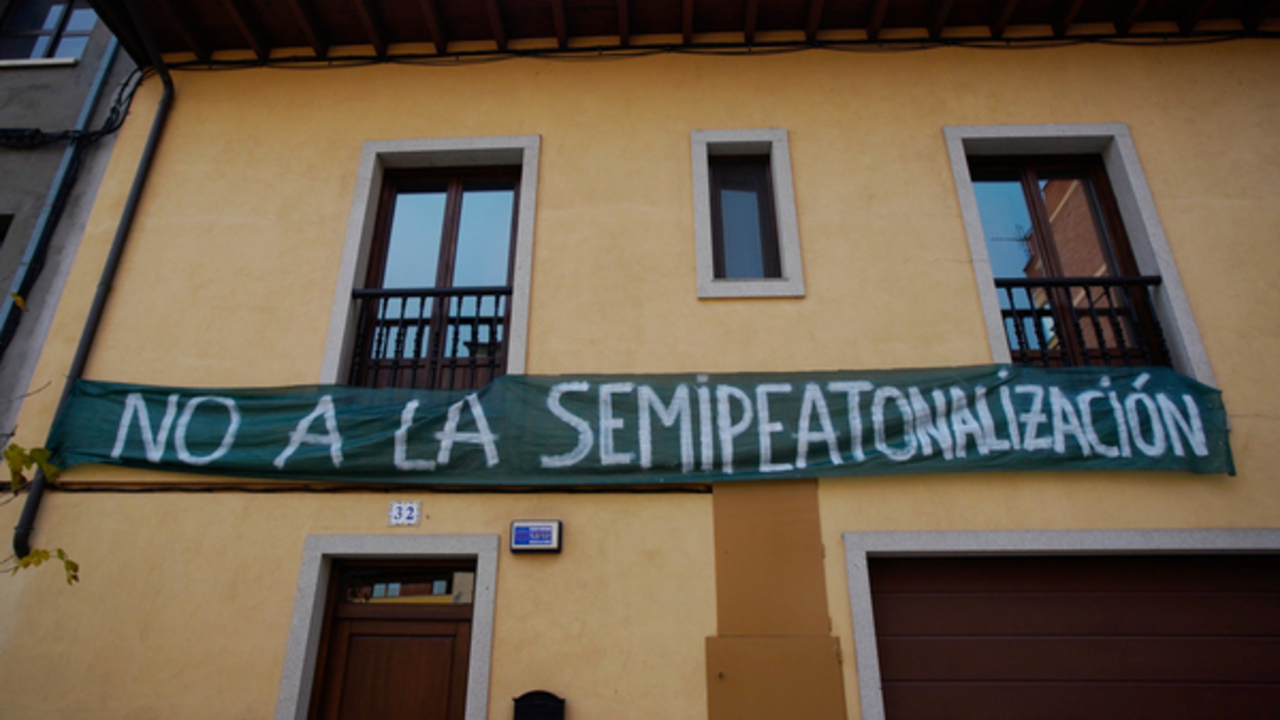 NO A LA SEMIPEATONALIZACIÓN
32